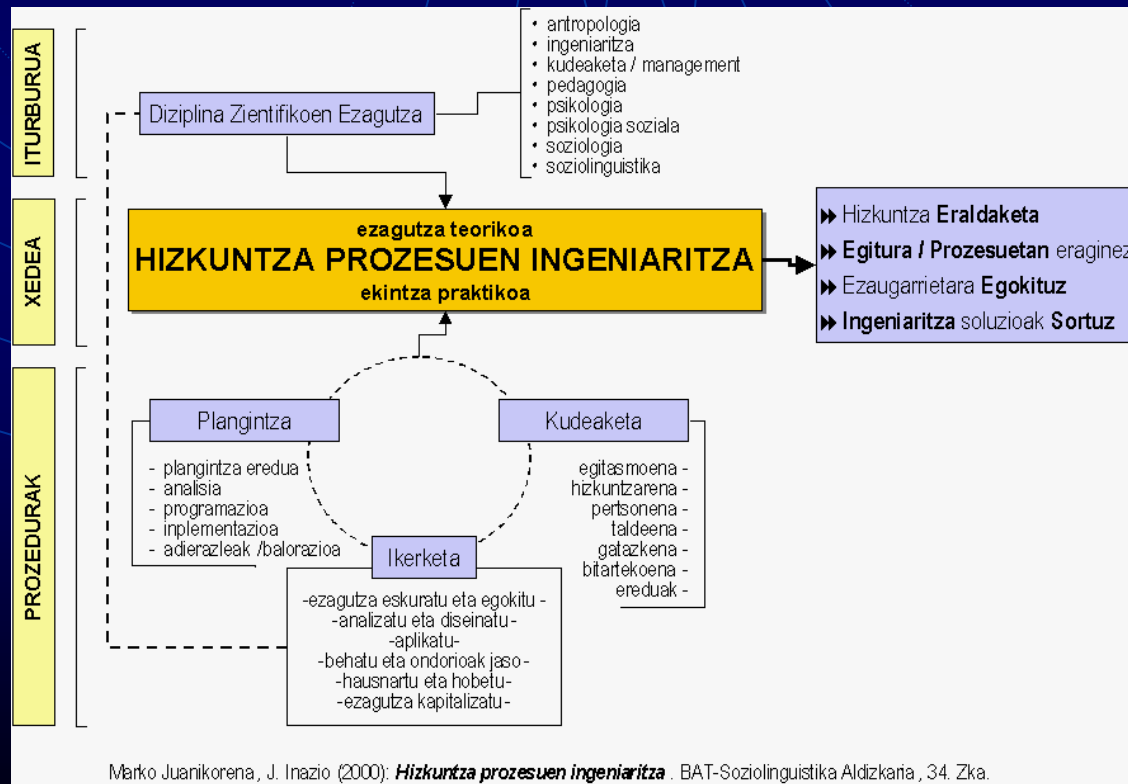 ITURBURUA
Diziplina Zientifikoen Ezagutza
• antropologia
• ingeniaritza
• kudeaketa / management
• pedagogia
• psikologia
• psikologia soziala
• soziologia
• soziolinguistika
XEDEA
ezagutza teorikoa
HIZKUNTZA PROZESUEN INGENIARITZA
ekintza praktikoa
Hizkuntza Eraldaketa
Egitura / Prozesuetan eraginez
Ezaugarrietara Egokituz
Ingeniaritza soluzioak Sortuz
PROZEDURAK
Plangintza
- plangintza eredua
- analisia
- programazioa
- inplementazioa
- adierazleak /balorazioa
Kudeaketa
egitasmoena -
hizkuntzarena -
pertsonena -
taldeena -
gatazkena -
bitartekoena -
ereduak -
Ikerketa
-ezagutza eskuratu eta egokitu -
-analizatu eta diseinatu-
-aplikatu-
-behatu eta ondorioak jaso-
-hausnartu eta hobetu-
-ezagutza kapitalizatu-
Marko Juanikorena, J. Inazio (2000): Hizkuntza prozesuen ingeniaritza . BAT-Soziolinguistika Aldizkaria, 34. Zka.